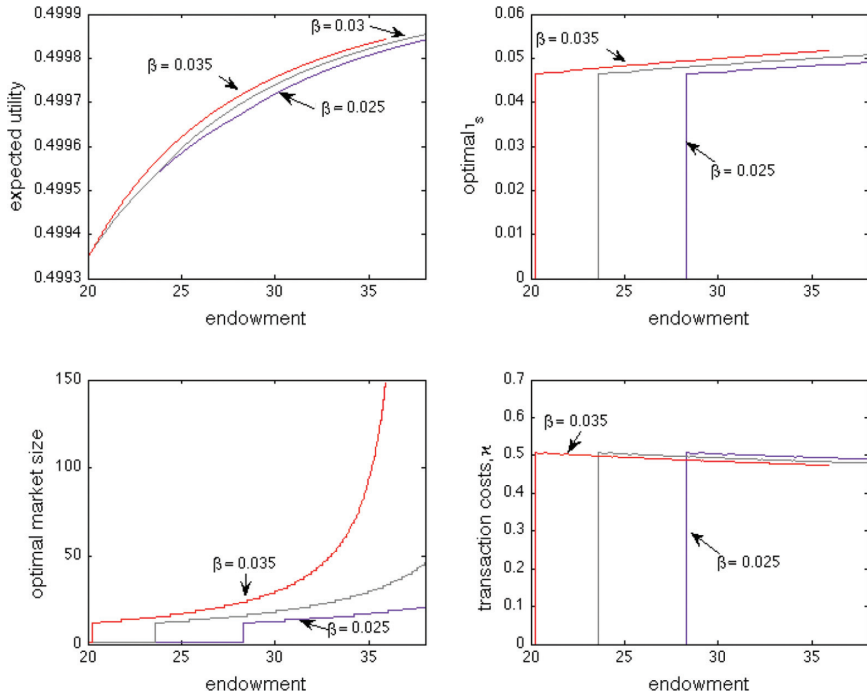 0.4999
0.4998
0.4997
0.4996
0.4995
0.4994
0.4993
expected utility
β = 0.035
β = 0.03
β = 0.025
20
25
30
35
endowment
0.06
0.05
0.04
0.03
0.02
0.01
0
optimal ι_s
β = 0.035
β = 0.025
20
25
30
35
endowment
150
100
50
0
optimal market size
β = 0.035
β = 0.025
20
25
30
35
endowment
0.7
0.6
0.5
0.4
0.3
0.2
0.1
0
transaction costs, ϰ
β = 0.035
β = 0.025
20
25
30
35
endowment